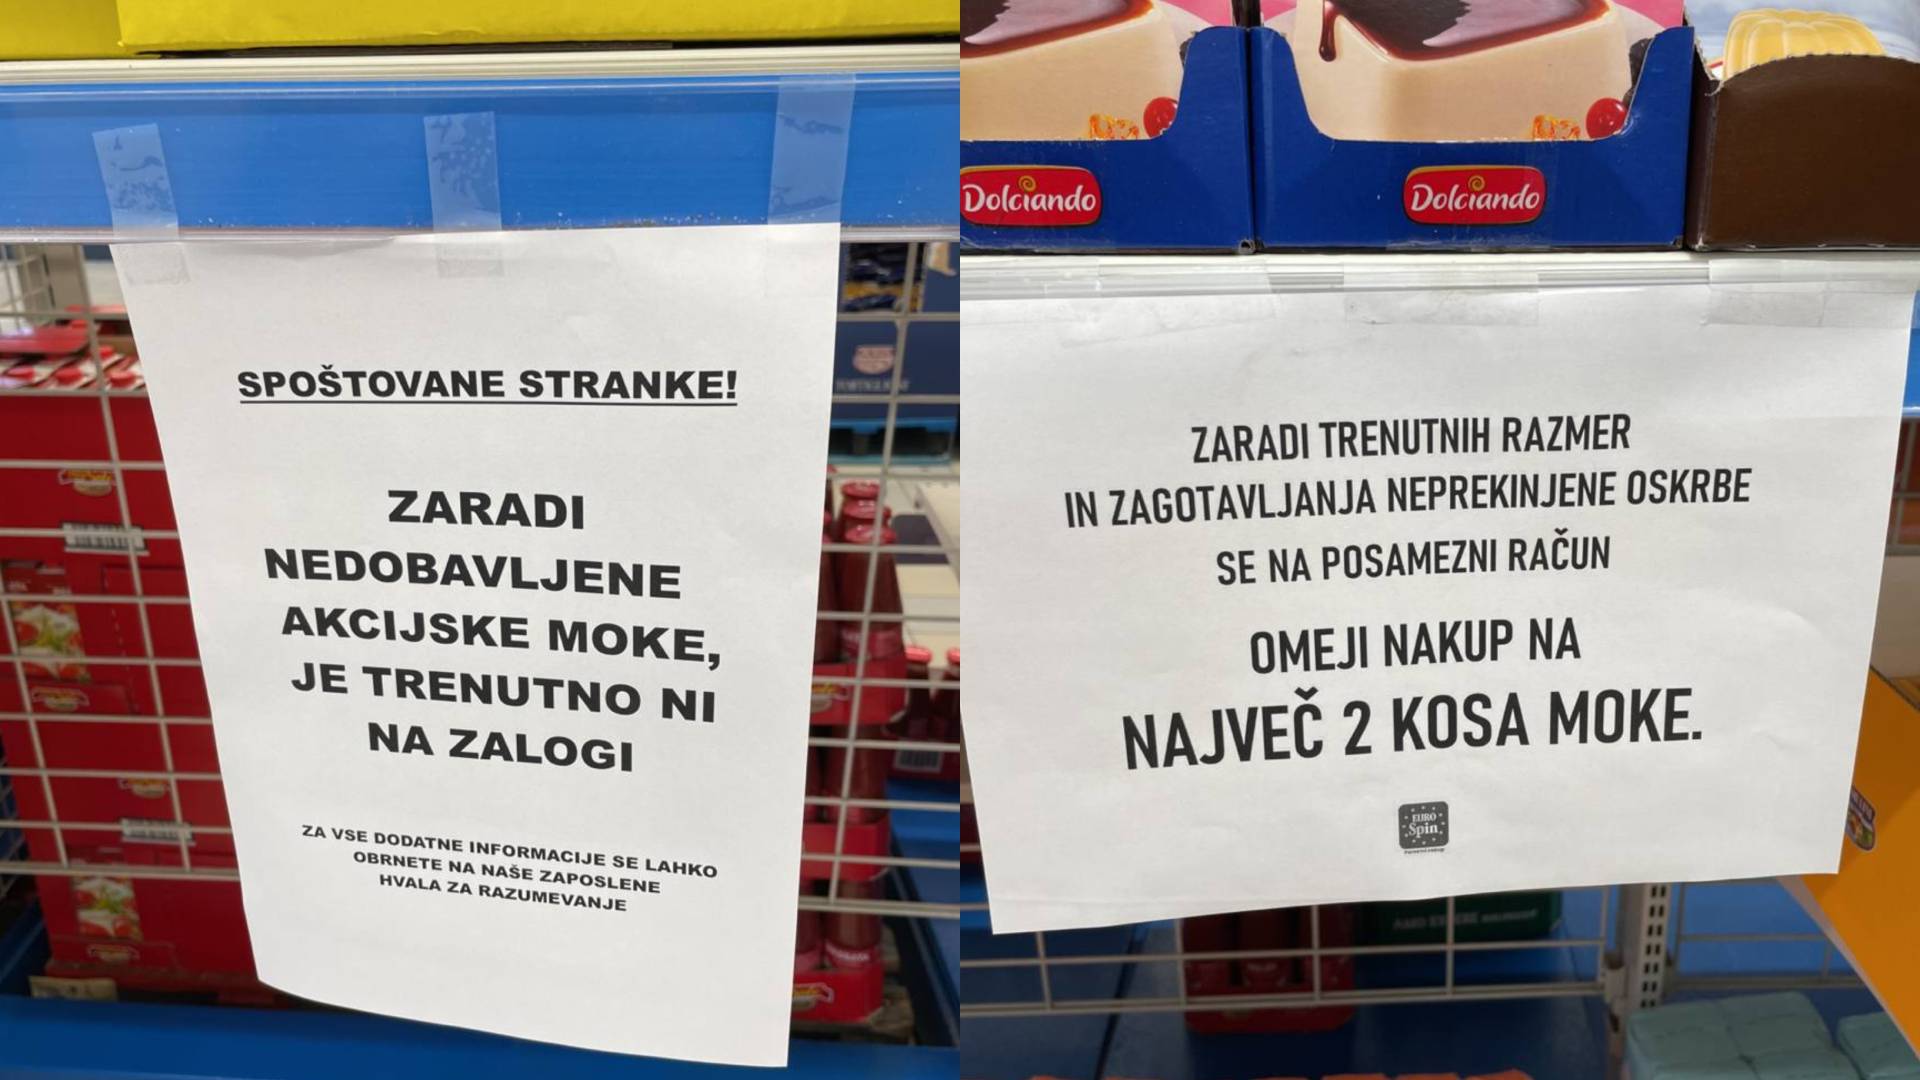 SPOŠTOVANE STRANKE!
ZARADI
NEDOBAVLJENE
AKCIJSKE MOKE,
JE TRENUTNO NI
NA ZALOGI
ZA VSE DODATNE INFORMACIJE SE LAHKO
OBRNETE NA NAŠE ZAPOSLENE
HVALA ZA RAZUMEVANJE
Dolciando
Dolciando
ZARADI TRENUTNIH RAZMER
IN ZAGOTAVLJANJA NEPREKINJENE OSKRBE
SE NA POSAMEZNI RAČUN
OMEJI NAKUP NA
NAJVEČ 2 KOSA MOKE.
EURO
Spin